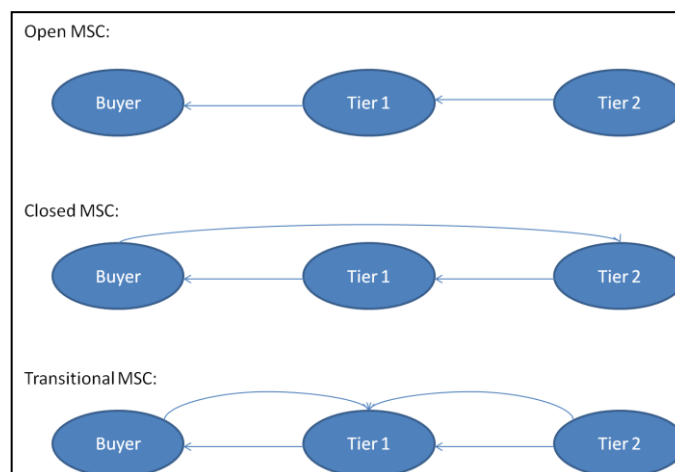 Open MSC:
Buyer
Tier 1
Tier 2
Closed MSC:
Buyer
Tier 1
Tier 2
Transitional MSC:
Buyer
Tier 1
Tier 2